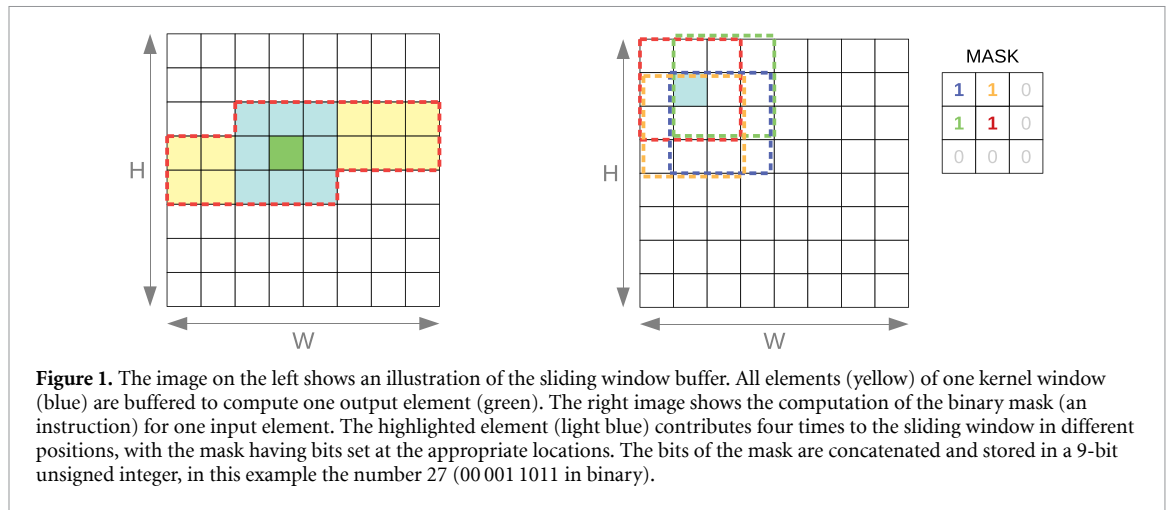 H
W
H
W
MASK
1 1 0
1 1 0
0 0 0
Figure 1. The image on the left shows an illustration of the sliding window buffer. All elements (yellow) of one kernel window
(blue) are buffered to compute one output element (green). The right image shows the computation of the binary mask (an
instruction) for one input element. The highlighted element (light blue) contributes four times to the sliding window in different
positions, with the mask having bits set at the appropriate locations. The bits of the mask are concatenated and stored in a 9-bit
unsigned integer, in this example the number 27 (00 001 1011 in binary).